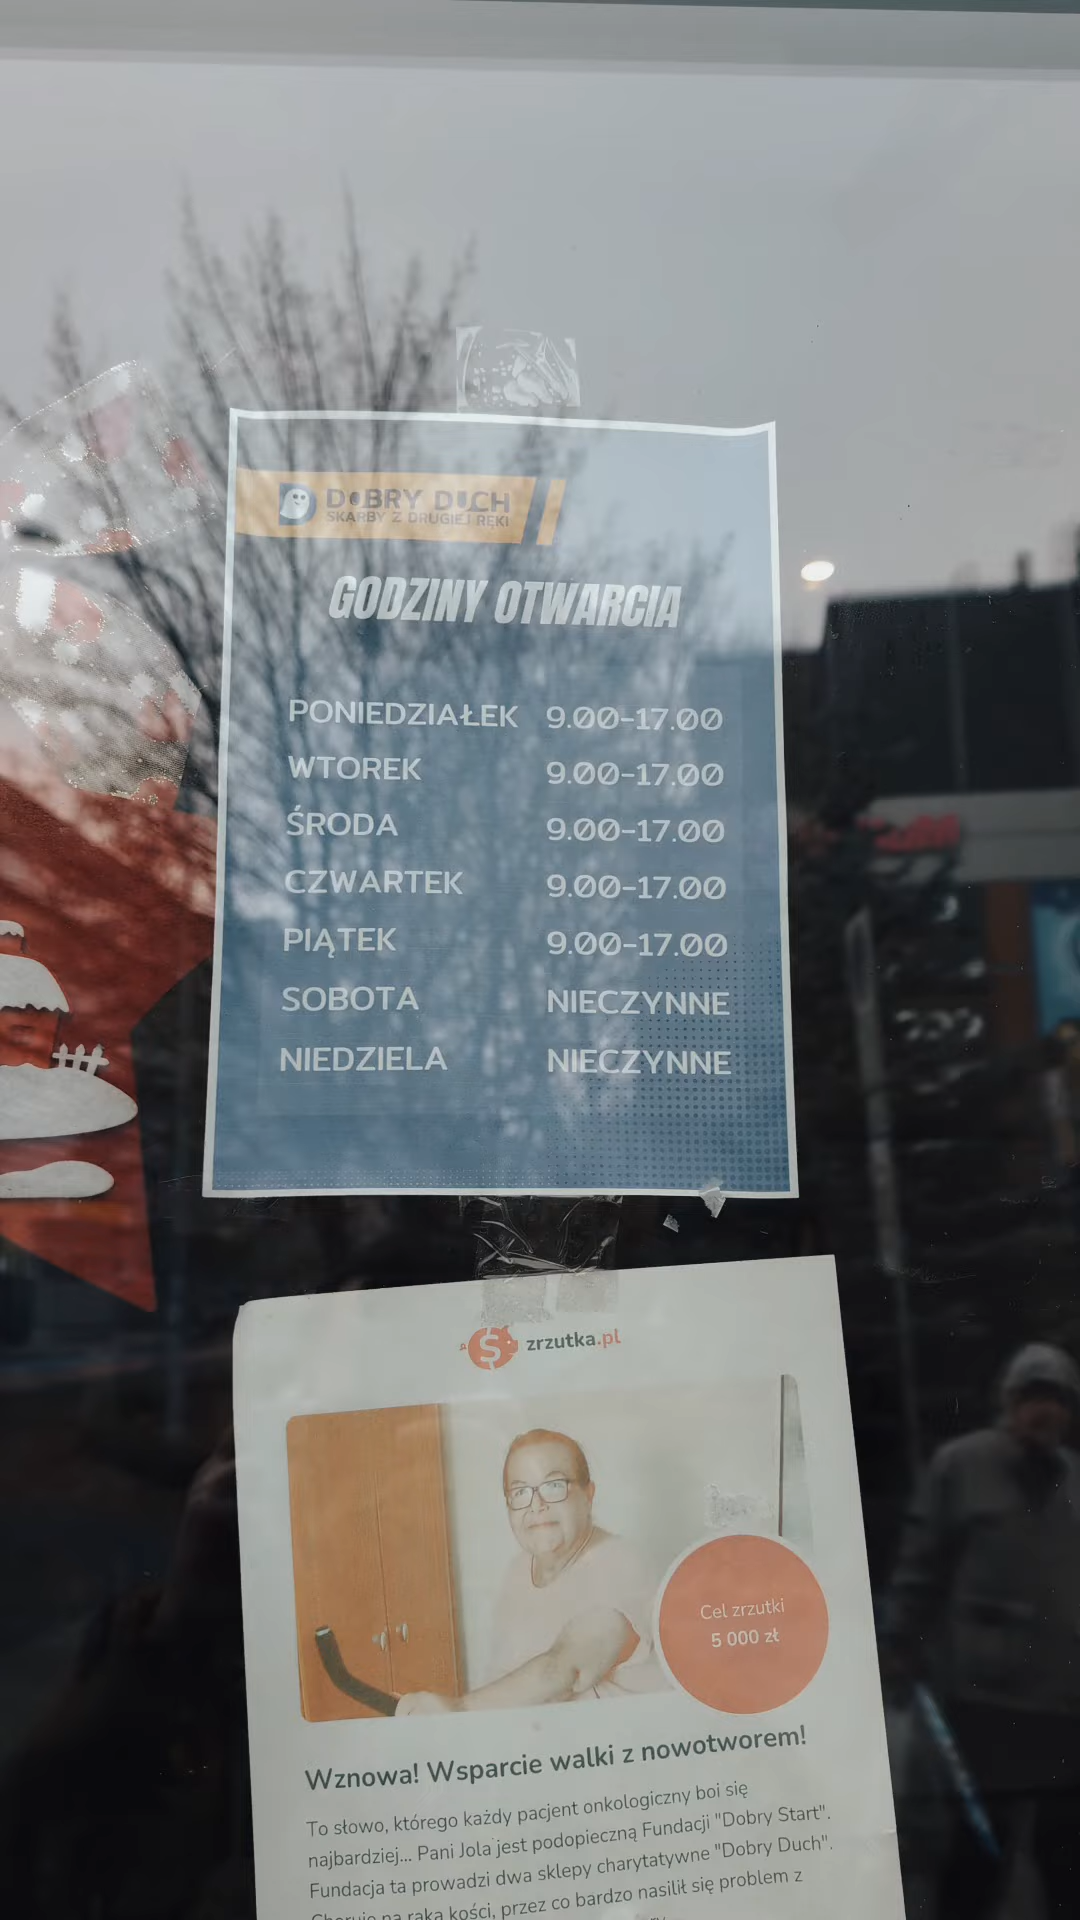 DOBRY DUCH
SKARBY Z DRUGIEJ RĘKI
GODZINY OTWARCIA
PONIEDZIAŁEK 9.00-17.00
WTOREK 9.00-17.00
ŚRODA 9.00-17.00
CZWARTEK 9.00-17.00
PIĄTEK 9.00-17.00
SOBOTA NIECZYNNE
NIEDZIELA NIECZYNNE
zrzutka.pl
Cel zrzutki
5 000 zł
Wznowa! Wsparcie walki z nowotworem!
To słowo, którego każdy pacjent onkologiczny boi się
najbardziej... Pani Jola jest podopieczną Fundacji "Dobry Start".
Fundacja ta prowadzi dwa sklepy charytatywne "Dobry Duch".
Choruje na raka kości, przez co bardzo nasilił się problem z